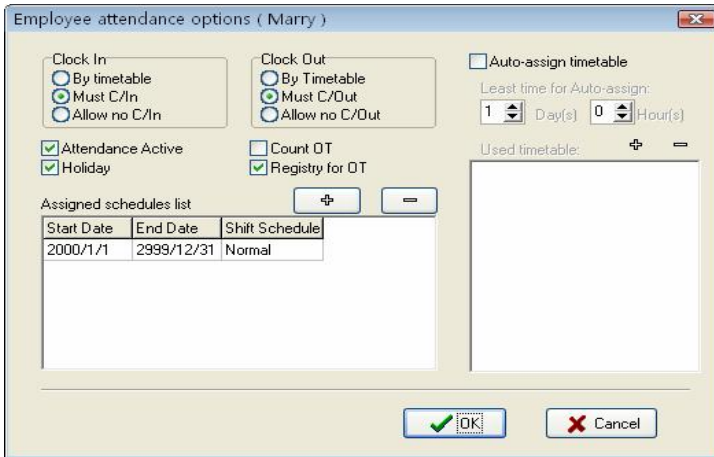 Employee attendance options ( Marry )
Clock In
By timetable
Must C/In
Allow no C/In
Clock Out
By Timetable
Must C/Out
Allow no C/Out
Attendance Active
Count OT
Holiday
Registry for OT
Assigned schedules list
Start Date End Date Shift Schedule
2000/1/1 2999/12/31 Normal
Auto-assign timetable
Least time for Auto-assign:
1 Day(s) 0 Hour(s)
Used timetable:
OK Cancel